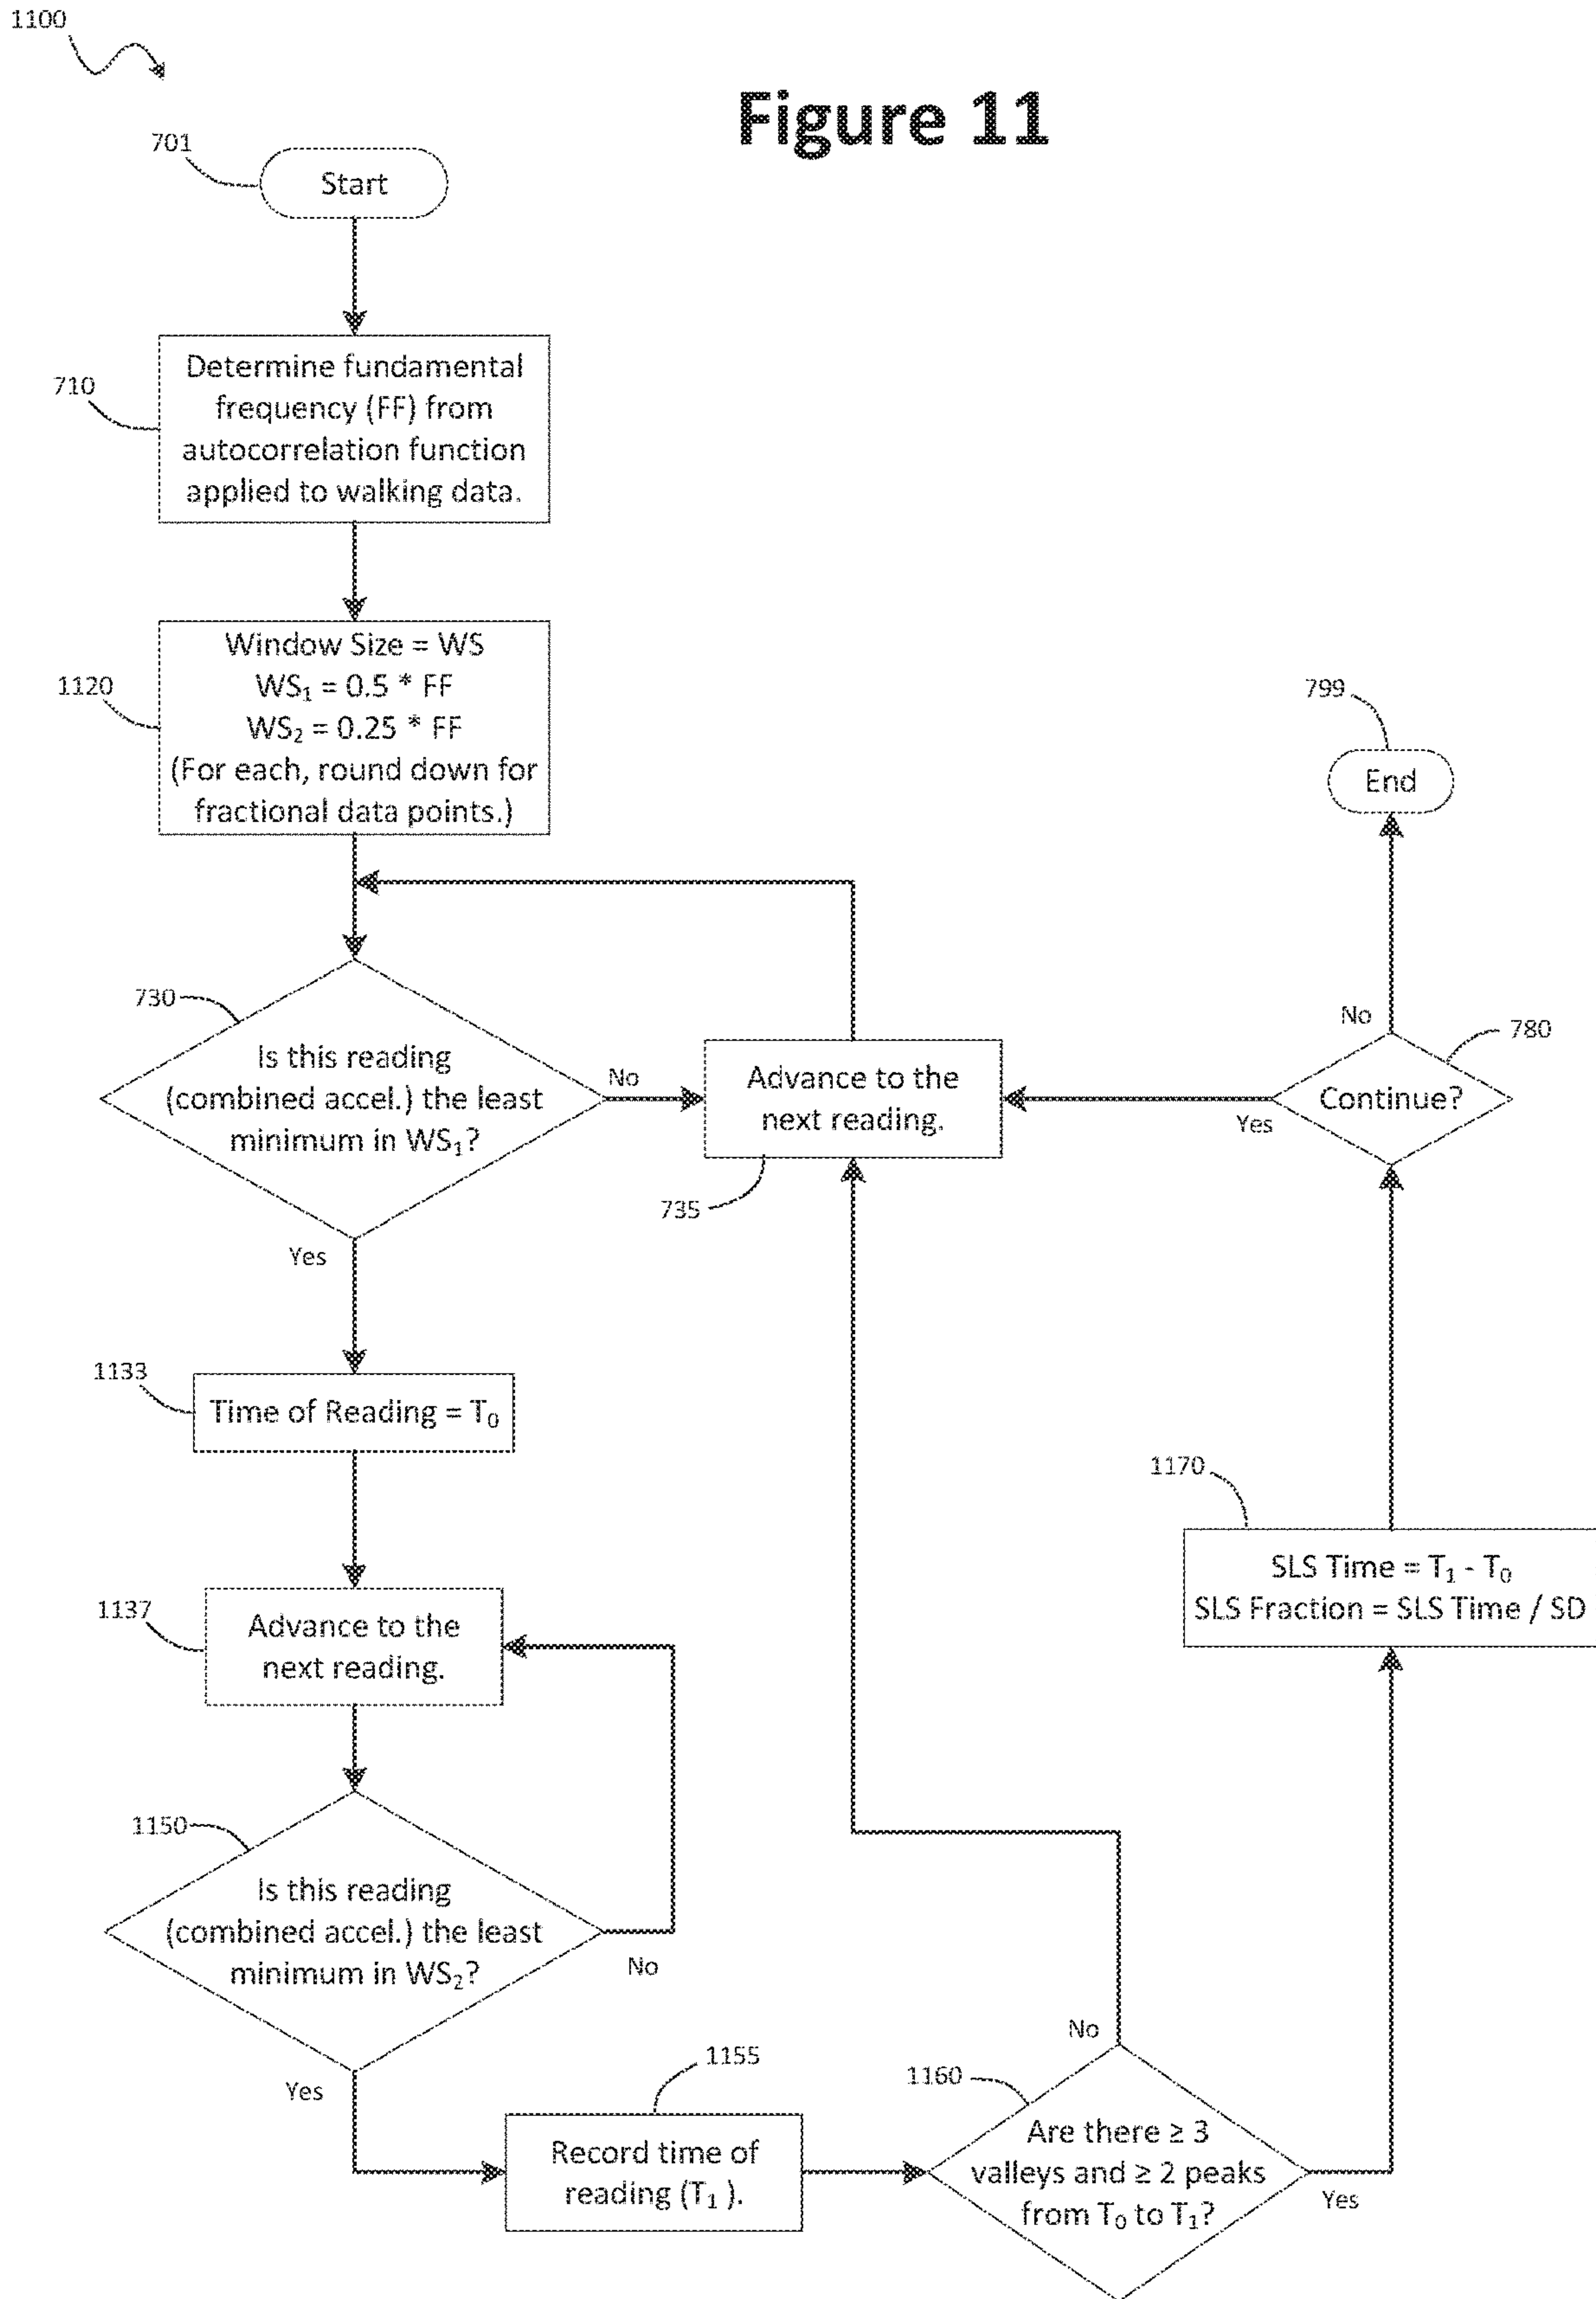 1100
Figure 11
701
Start
710
Determine fundamental
frequency (FF) from
autocorrelation function
applied to walking data.
1120
Window Size = WS
WS₁ = 0.5 * FF
WS₂ = 0.25 * FF
(For each, round down for
fractional data points.)
799
End
730
Is this reading
(combined accel.) the least
minimum in WS₁?
No
Yes
Advance to the
next reading.
735
No
780
Continue?
Yes
1133
Time of Reading = T₀
1137
Advance to the
next reading.
1150
Is this reading
(combined accel.) the least
minimum in WS₂?
No
Yes
1155
Record time of
reading (T₁ ).
1160
No
Are there ≥ 3
valleys and ≥ 2 peaks
from T₀ to T₁?
Yes
1170
SLS Time = T₁ - T₀
SLS Fraction = SLS Time / SD